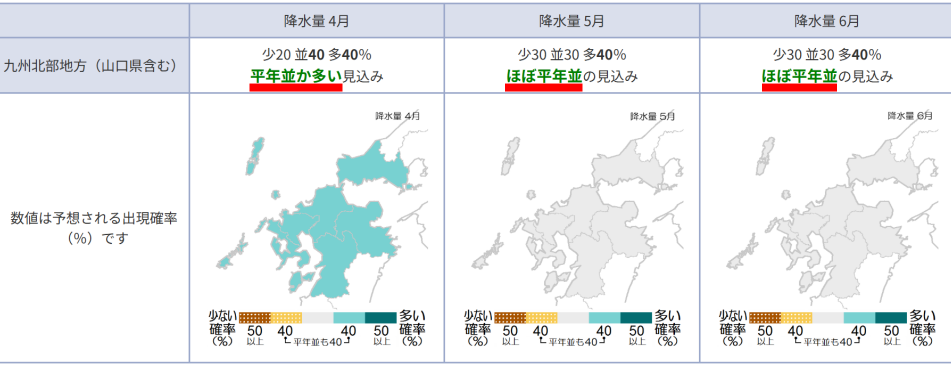 降水量 4月
降水量 5月
降水量 6月
九州北部地方（山口県含む）
少20 並40 多40%
平年並か多い見込み
少30 並30 多40%
ほぼ平年並の見込み
少30 並30 多40%
ほぼ平年並の見込み
数値は予想される出現確率
（%）です
降水量 4月
少ない
確率
(%)
50
以上
40
平年並も40
40
50
以上
多い
確率
(%)
降水量 5月
少ない
確率
(%)
50
以上
40
平年並も40
40
50
以上
多い
確率
(%)
降水量 6月
少ない
確率
(%)
50
以上
40
平年並も40
40
50
以上
多い
確率
(%)